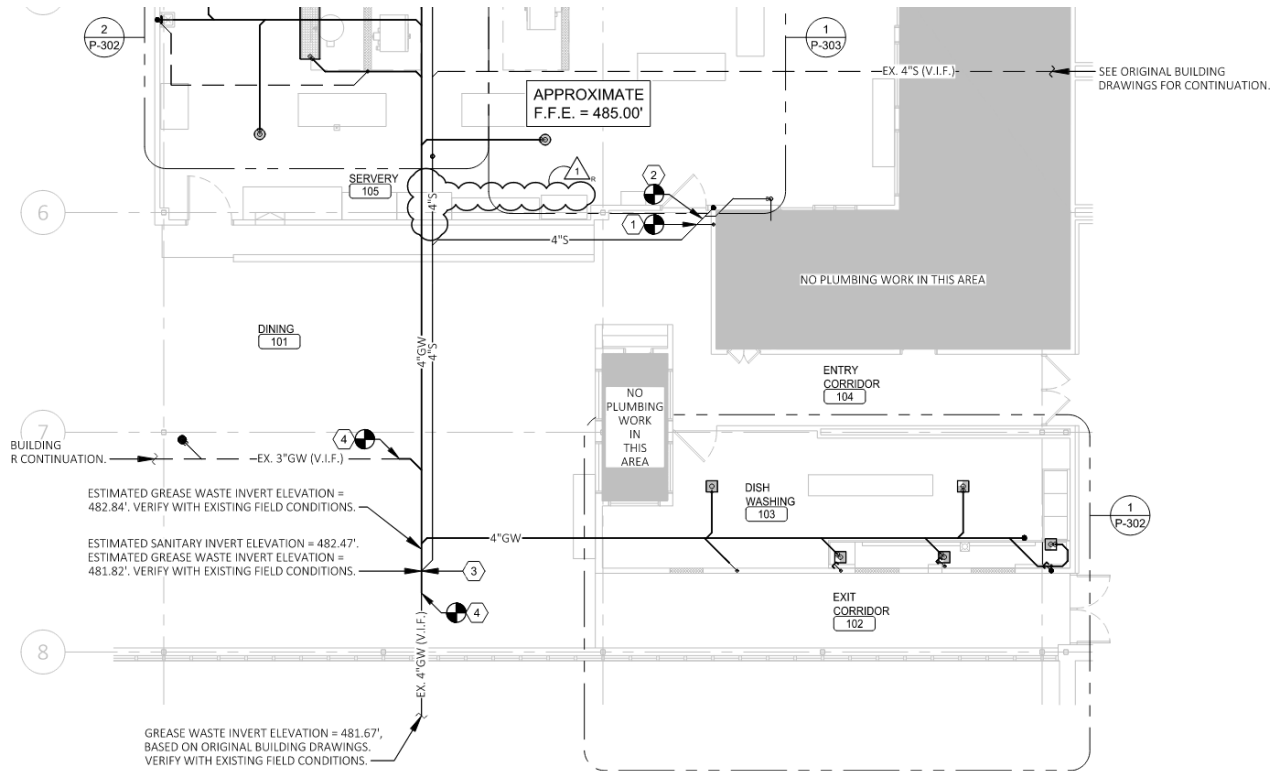 2
P-302
1
P-303
EX. 4"S (V.I.F.)
SEE ORIGINAL BUILDING
DRAWINGS FOR CONTINUATION.
APPROXIMATE
F.F.E. = 485.00'
1
R
2
SERVERY
105
6
4"S
1
4"S
NO PLUMBING WORK IN THIS AREA
DINING
101
4"GW
4"S
ENTRY
CORRIDOR
104
NO
PLUMBING
WORK
IN
THIS
AREA
7
4
BUILDING
R CONTINUATION.
EX. 3"GW (V.I.F.)
ESTIMATED GREASE WASTE INVERT ELEVATION =
482.84'. VERIFY WITH EXISTING FIELD CONDITIONS.
DISH
WASHING
103
1
P-302
4"GW
ESTIMATED SANITARY INVERT ELEVATION = 482.47'.
ESTIMATED GREASE WASTE INVERT ELEVATION =
481.82'. VERIFY WITH EXISTING FIELD CONDITIONS.
3
4
EXIT
CORRIDOR
102
8
EX. 4"GW (V.I.F.)
GREASE WASTE INVERT ELEVATION = 481.67',
BASED ON ORIGINAL BUILDING DRAWINGS.
VERIFY WITH EXISTING FIELD CONDITIONS.